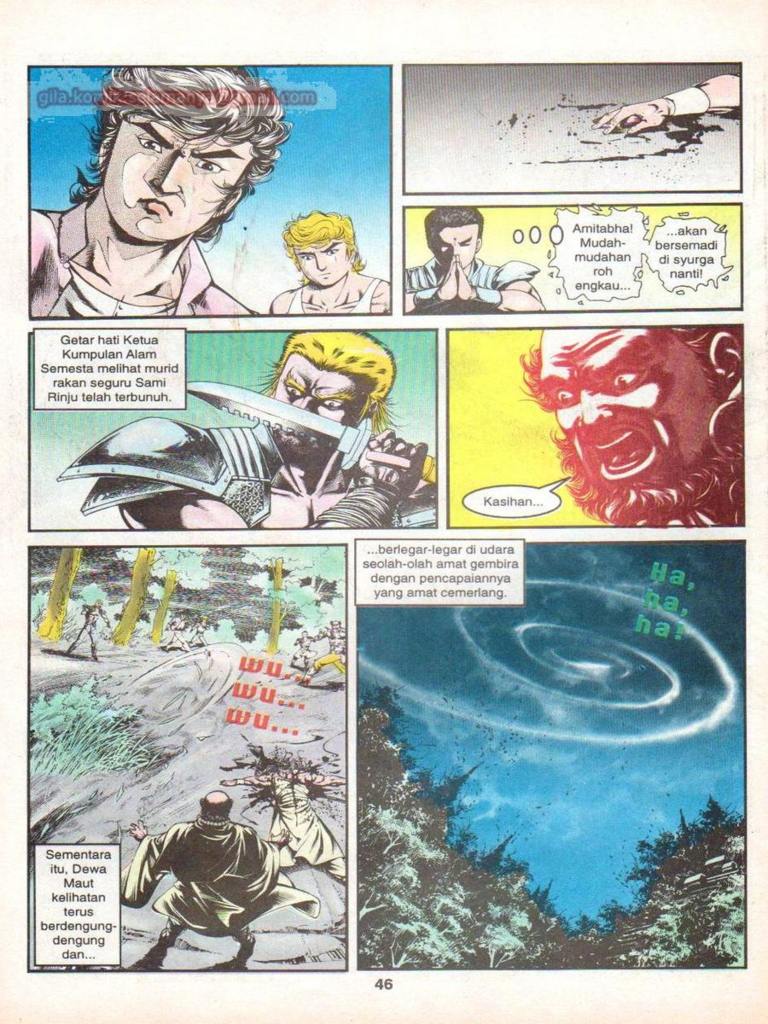 Amitabha!
Mudah-
mudahan
roh
engkau...
...akan
bersemadi
di syurga
nanti!
Getar hati Ketua
Kumpulan Alam
Semesta melihat murid
rakan seguru Sami
Rinju telah terbunuh.
Kasihan...
wu...
wu...
wu...
Sementara
itu, Dewa
Maut
kelihatan
terus
berdengung-
dengung
dan...
...berlegar-legar di udara
seolah-olah amat gembira
dengan pencapaiannya
yang amat cemerlang.
Ha,
ha,
ha!
46